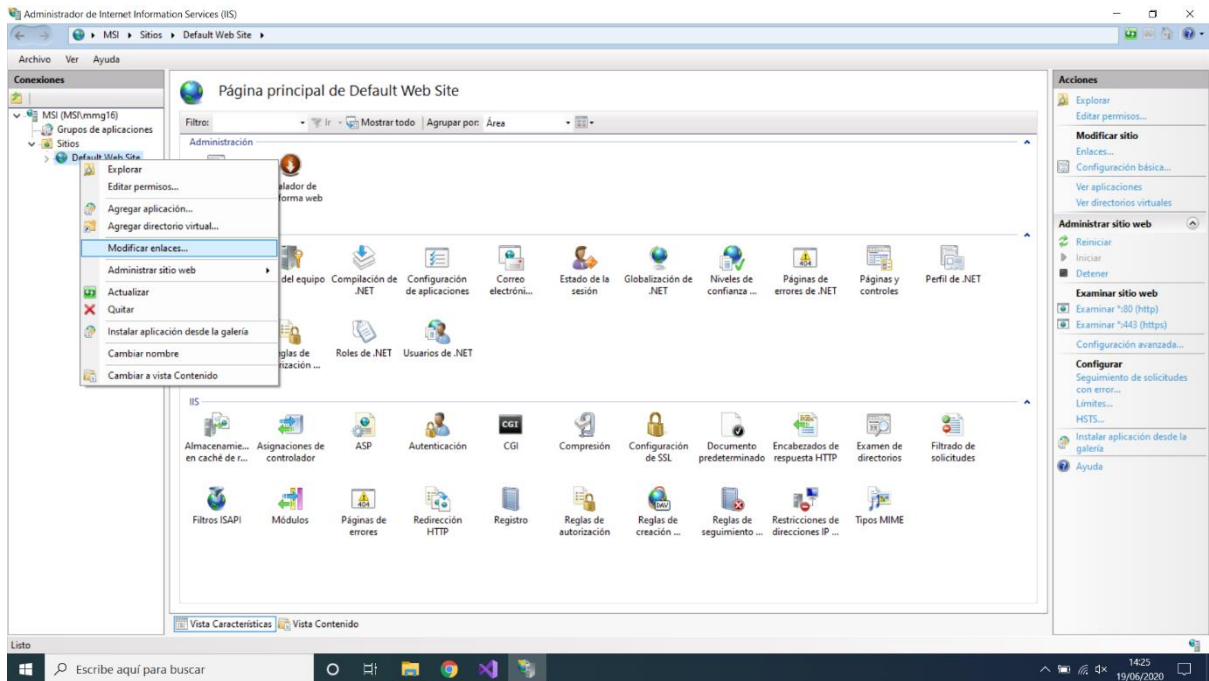 Administrador de Internet Information Services (IIS)
MSI Sitios Default Web Site
Archivo Ver Ayuda
Conexiones
MSI (MSI\mmg16)
Grupos de aplicaciones
Sitios
Default Web Site
Explorar
Editar permisos...
Agregar aplicación...
Agregar directorio virtual...
Modificar enlaces...
Administrar sitio web
Actualizar
Quitar
Instalar aplicación desde la galería
Cambiar nombre
Cambiar a vista Contenido
Página principal de Default Web Site
Filtro: Ir Mostrar todo Agrupar por: Área
Administración
forma web
del equipo
Compilación de .NET
Configuración de aplicaciones
Correo electróni...
Estado de la sesión
Globalización de .NET
Niveles de confianza ...
Páginas de errores de .NET
Páginas y controles
Perfil de .NET
Roles de .NET
Usuarios de .NET
IIS
Almacenamie... en caché de r...
Asignaciones de controlador
ASP
Autenticación
CGI
CGI
Compresión
Configuración de SSL
Documento predeterminado
Encabezados de respuesta HTTP
Examen de directorios
Filtrado de solicitudes
Filtros ISAPI
Módulos
404
Páginas de errores
Redirección HTTP
Registro
Reglas de autorización
Reglas de creación ...
Reglas de seguimiento ...
Restricciones de direcciones IP ...
Tipos MIME
Vista Características Vista Contenido
Acciones
Explorar
Editar permisos...
Modificar sitio
Enlaces...
Configuración básica...
Ver aplicaciones
Ver directorios virtuales
Administrar sitio web
Reiniciar
Iniciar
Detener
Examinar sitio web
Examinar *:80 (http)
Examinar *:443 (https)
Configuración avanzada...
Configurar
Seguimiento de solicitudes
con error...
Límites...
HSTS...
Instalar aplicación desde la
galería
Ayuda
Listo
Escribe aquí para buscar
14:25
19/06/2020